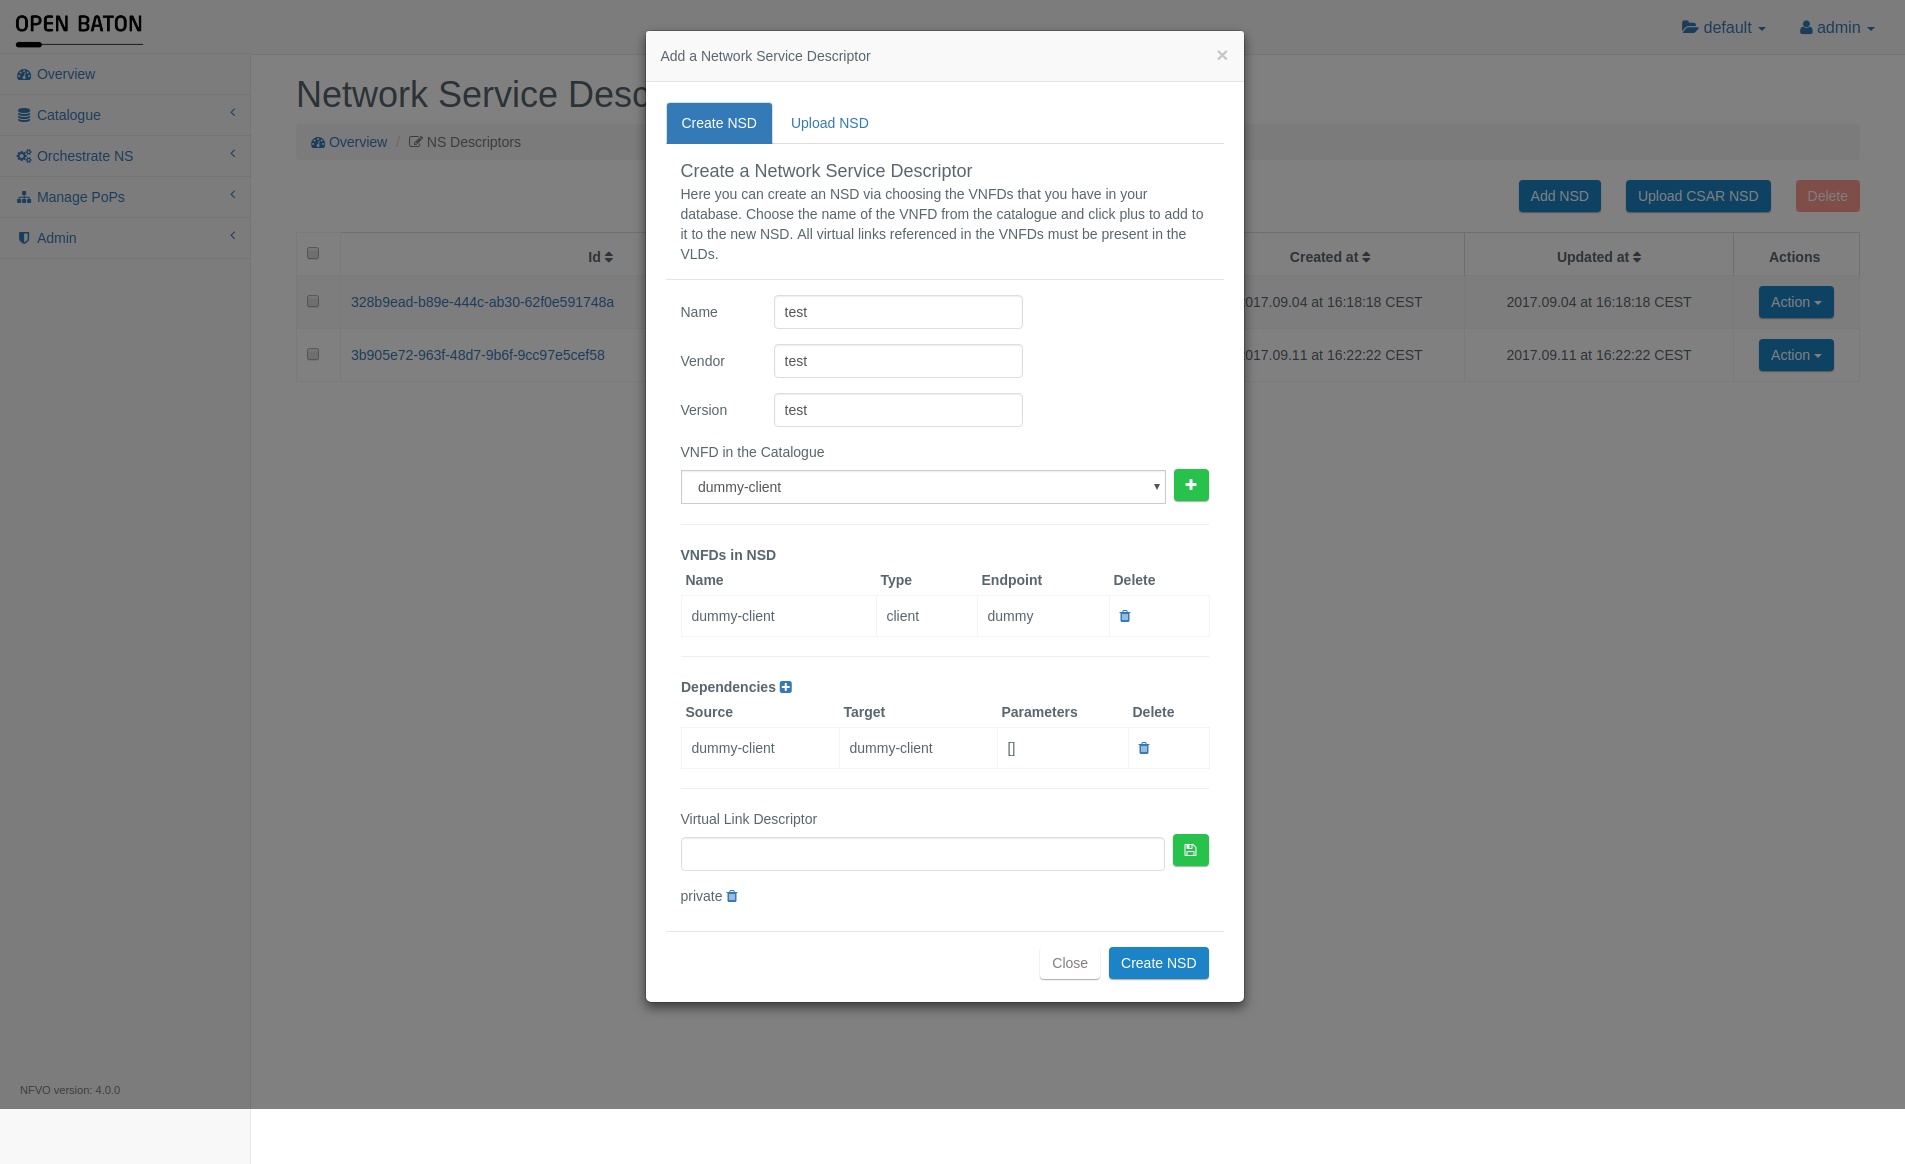 OPEN BATON
default
admin
Overview
Catalogue
Orchestrate NS
Manage PoPs
Admin
NFVO version: 4.0.0
Network Service Desc
Overview / NS Descriptors
Add NSD
Upload CSAR NSD
Delete
Id
Created at
Updated at
Actions
328b9ead-b89e-444c-ab30-62f0e591748a
017.09.04 at 16:18:18 CEST
2017.09.04 at 16:18:18 CEST
Action
3b905e72-963f-48d7-9b6f-9cc97e5cef58
017.09.11 at 16:22:22 CEST
2017.09.11 at 16:22:22 CEST
Action
Add a Network Service Descriptor
×
Create NSD
Upload NSD
Create a Network Service Descriptor
Here you can create an NSD via choosing the VNFDs that you have in your
database. Choose the name of the VNFD from the catalogue and click plus to add to
it to the new NSD. All virtual links referenced in the VNFDs must be present in the
VLDs.
Name test
Vendor test
Version test
VNFD in the Catalogue
dummy-client
VNFDs in NSD
Name Type Endpoint Delete
dummy-client client dummy
Dependencies
Source Target Parameters Delete
dummy-client dummy-client []
Virtual Link Descriptor
private
Close
Create NSD